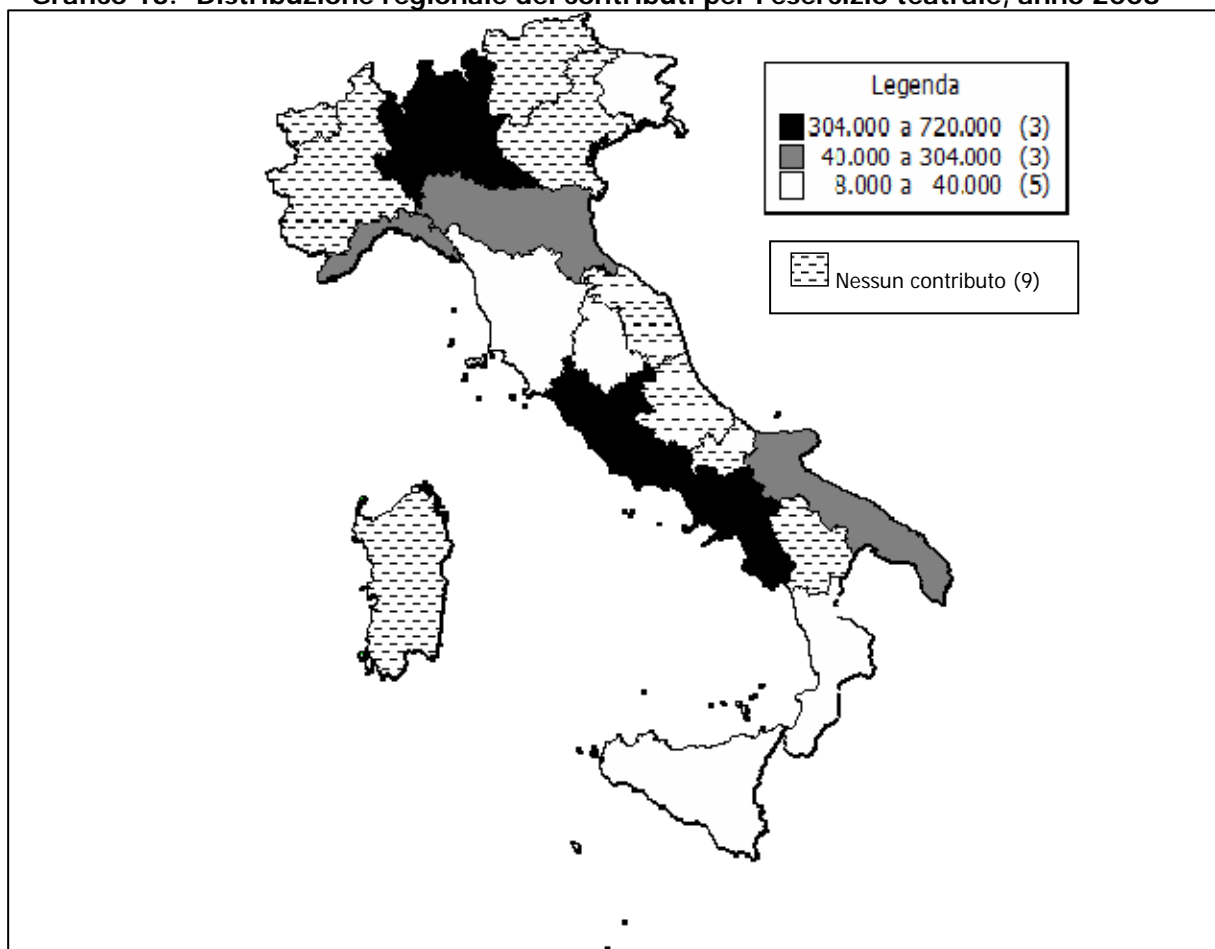 Grafico Distribuzione regionale dei contributi per l'esercizio teatrale, anno
Legenda
304.000 a 720.000 (3)
40.000 a 304.000 (3)
8.000 a 40.000 (5)
Nessun contributo (9)